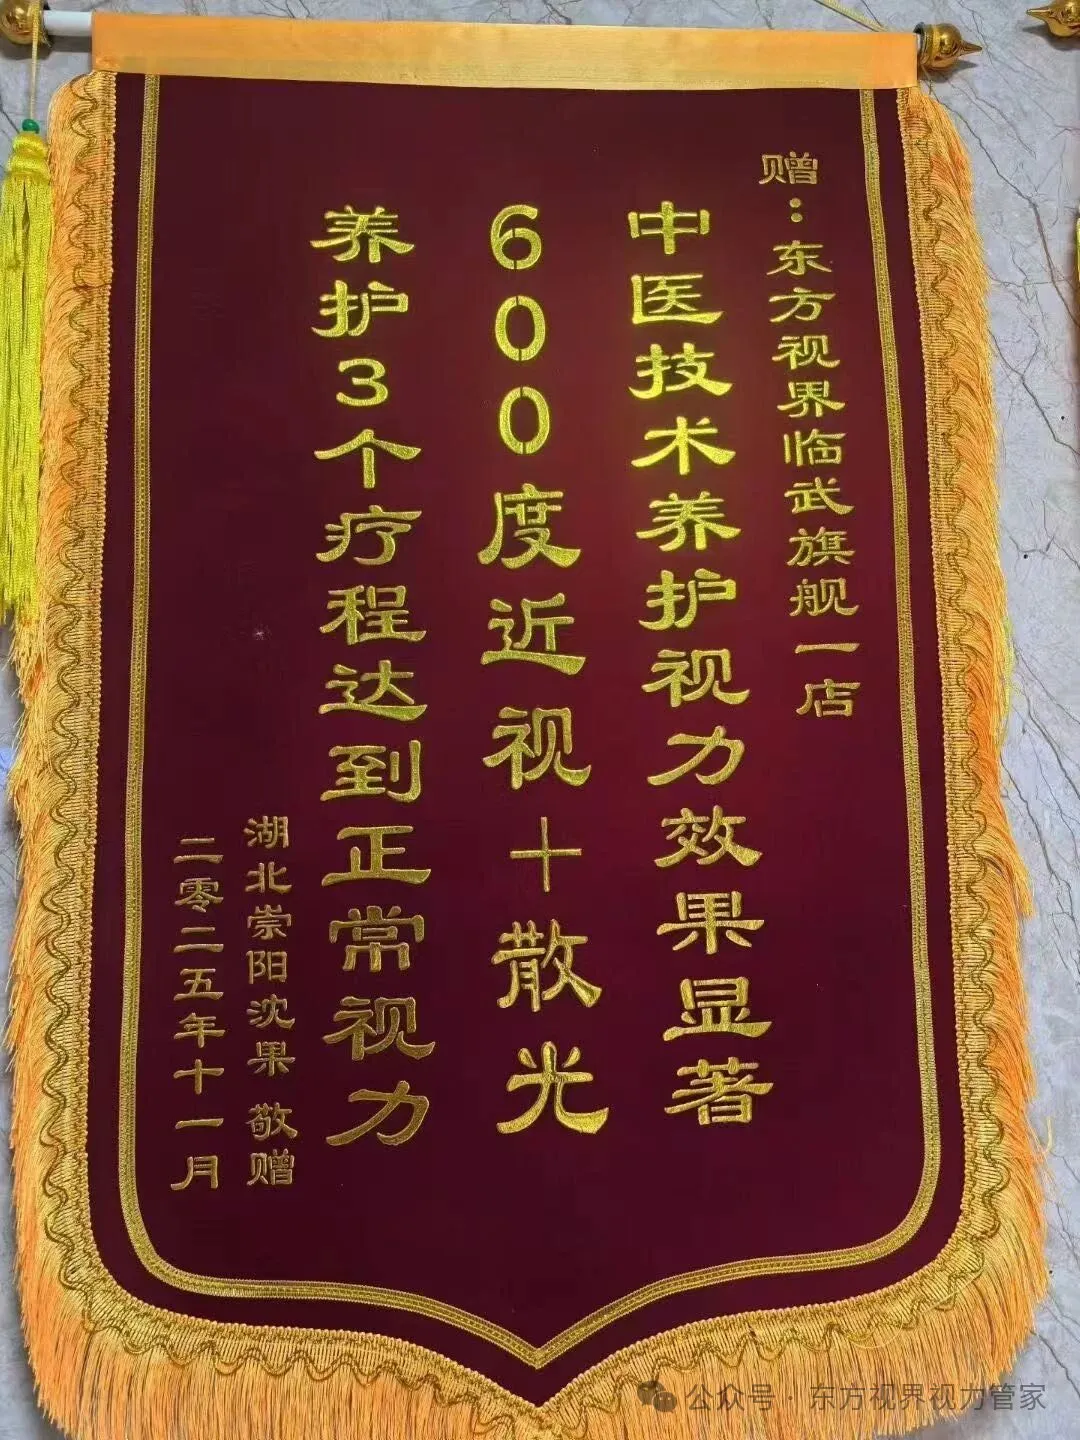 赠：东方视界临武旗舰一店
中医技术养护视力效果显著
600度近视+散光
养护3个疗程达到正常视力
湖北崇阳沈果 敬赠
二零二五年十一月
公众号·东方视界视力管家